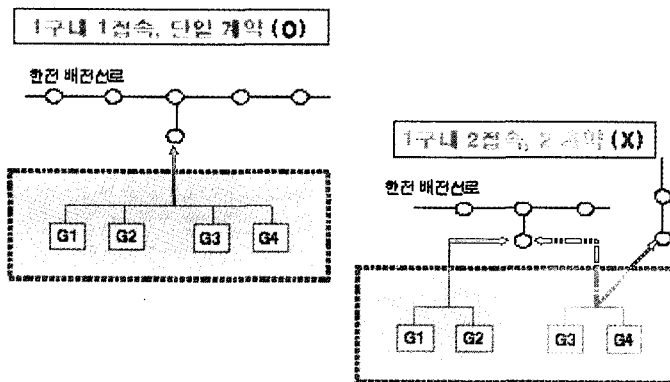 1구내 1접속, 단일 계약 (O)
한전 배전선로
G1 G2 G3 G4
1구내 2접속, 2 계약 (X)
한전 배전선로
G1 G2 G3 G4